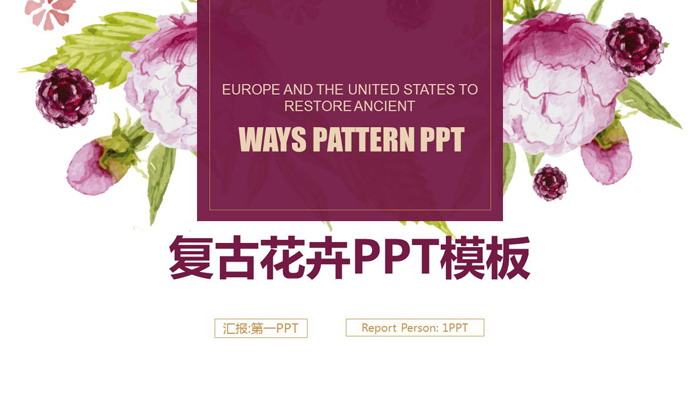 EUROPE AND THE UNITED STATES TO
RESTORE ANCIENT
WAYS PATTERN PPT
复古花卉PPT模板
汇报:第一PPT
Report Person: 1PPT